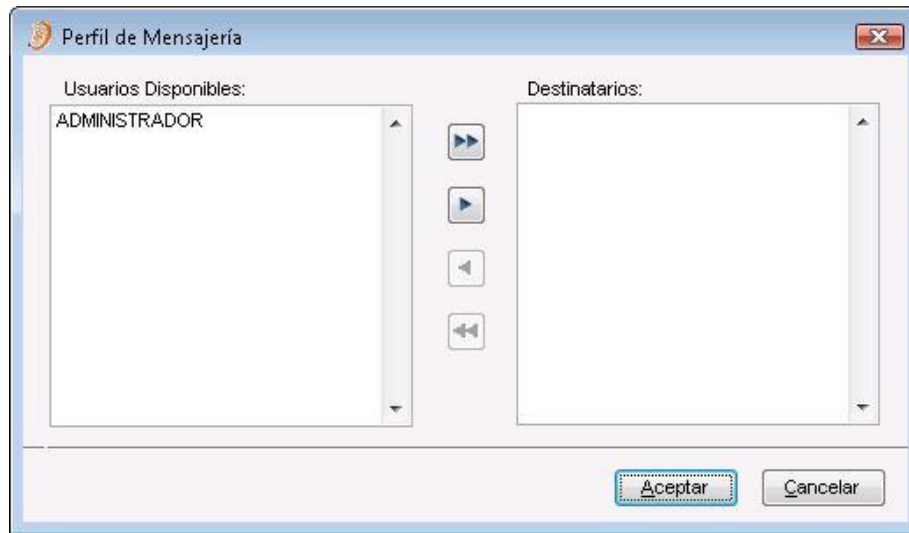 Perfil de Mensajería
Usuarios Disponibles:
Destinatarios:
ADMINISTRADOR
Aceptar
Cancelar